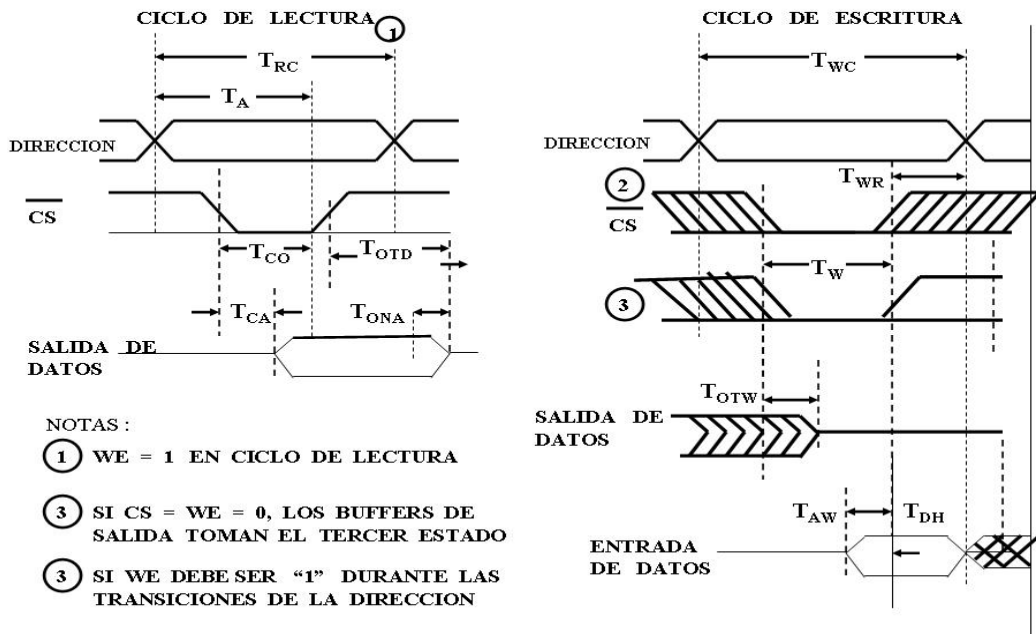 CICLO DE LECTURA
1
T_RC
T_A
DIRECCION
CS
T_CO
T_OTD
T_CA
T_ONA
SALIDA DE
DATOS
NOTAS :
1 WE = 1 EN CICLO DE LECTURA
3 SI CS = WE = 0, LOS BUFFERS DE
SALIDA TOMAN EL TERCER ESTADO
3 SI WE DEBE SER “1” DURANTE LAS
TRANSICIONES DE LA DIRECCION
CICLO DE ESCRITURA
T_WC
DIRECCION
T_WR
2
CS
T_W
3
T_OTW
SALIDA DE
DATOS
T_AW
T_DH
ENTRADA
DE DATOS